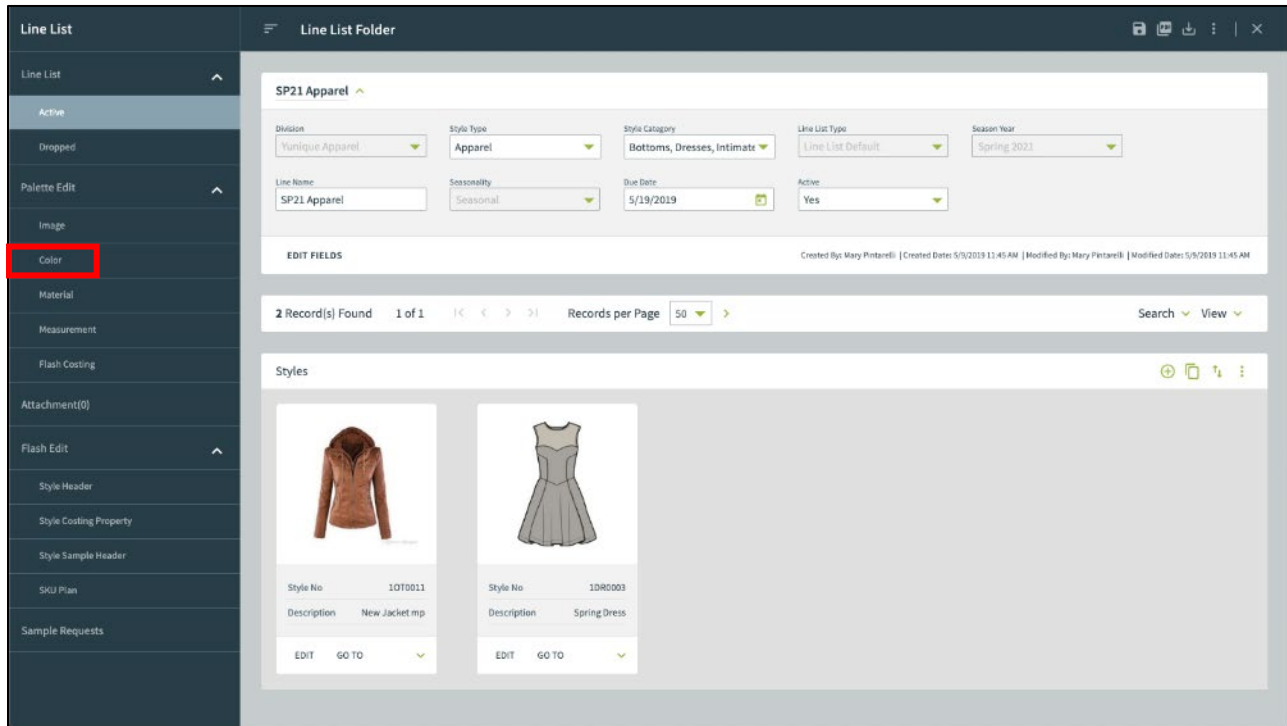 Line List
Line List Folder
Line List
Active
Dropped
Palette Edit
Image
Color
Material
Measurement
Flash Costing
Attachment(0)
Flash Edit
Style Header
Style Costing Property
Style Sample Header
SKU Plan
Sample Requests
SP21 Apparel
Division
Style Type
Style Category
Line List Type
Season Year
Yunique Apparel
Apparel
Bottoms, Dresses, Intimate
Line List Default
Spring 2021
Line Name
Seasonality
Due Date
Active
SP21 Apparel
Seasonal
5/19/2019
Yes
EDIT FIELDS
Created By: Mary Pintarelli | Created Date: 5/9/2019 11:45 AM | Modified By: Mary Pintarelli | Modified Date: 5/9/2019 11:45 AM
2 Record(s) Found 1 of 1 Records per Page 50
Search View
Styles
Style No 1OT0011
Description New Jacket mp
EDIT GO TO
Style No 1DR0003
Description Spring Dress
EDIT GO TO